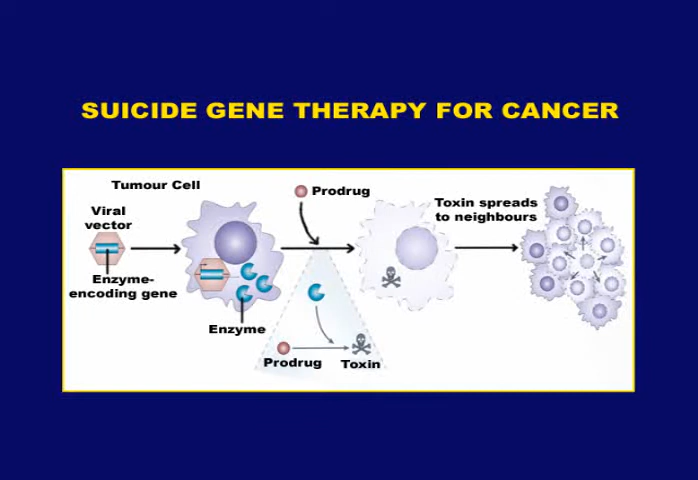 SUICIDE GENE THERAPY FOR CANCER
Tumour Cell
Prodrug
Viral
vector
Toxin spreads
to neighbours
Enzyme-
encoding gene
Enzyme
Prodrug
Toxin